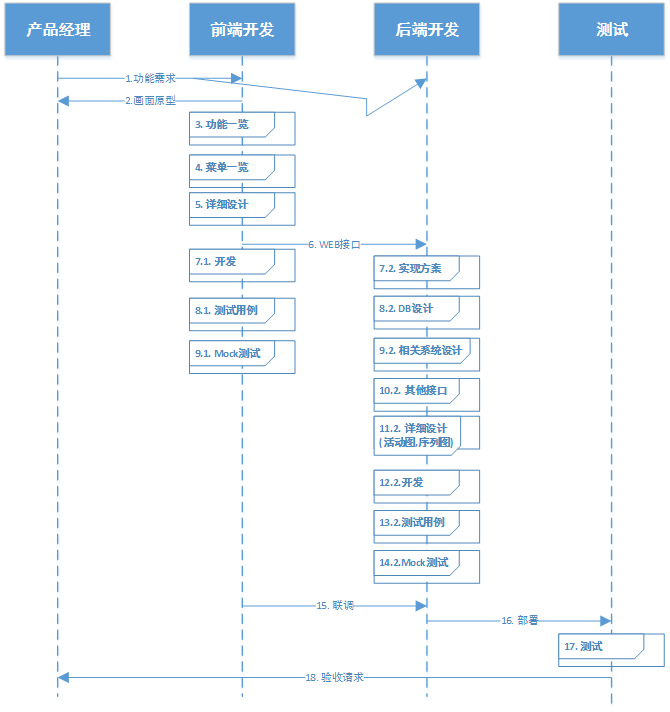 产品经理
前端开发
后端开发
测试
1.功能需求
2.画面原型
3. 功能一览
4. 菜单一览
5. 详细设计
6. WEB接口
7.1. 开发
7.2. 实现方案
8.1. 测试用例
8.2. DB设计
9.1. Mock测试
9.2. 相关系统设计
10.2. 其他接口
11.2. 详细设计
(活动图,序列图)
12.2.开发
13.2.测试用例
14.2.Mock测试
15. 联调
16. 部署
17. 测试
18. 验收请求